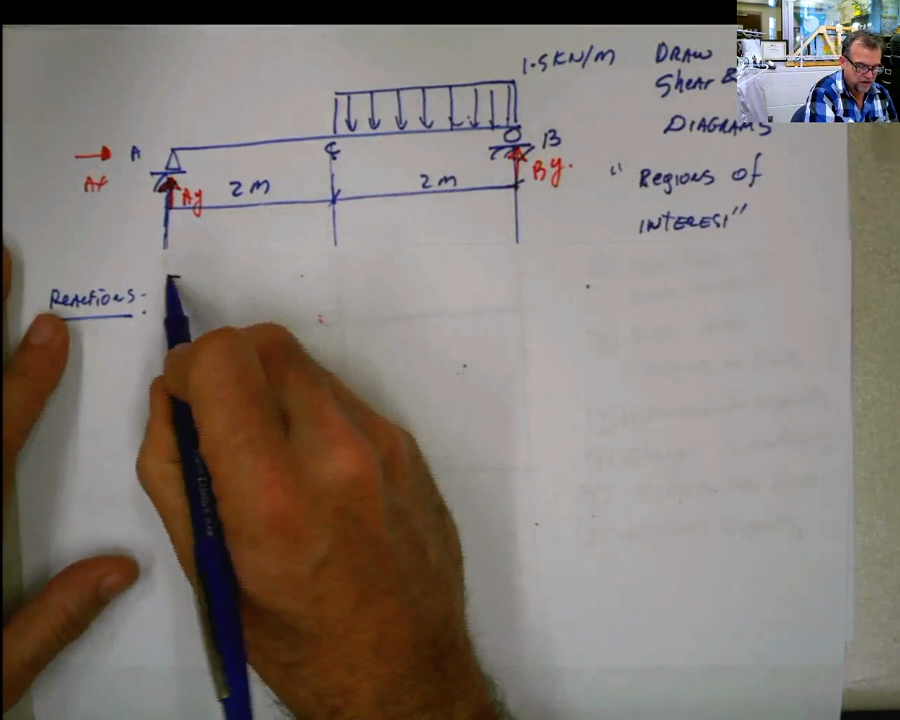 1.5KN/M
DRAW
Shear &
DIAGRAMS
"Regions of
INTEREST"
A
C
B
Ax
Ay
By.
2M
2M
Reactions: